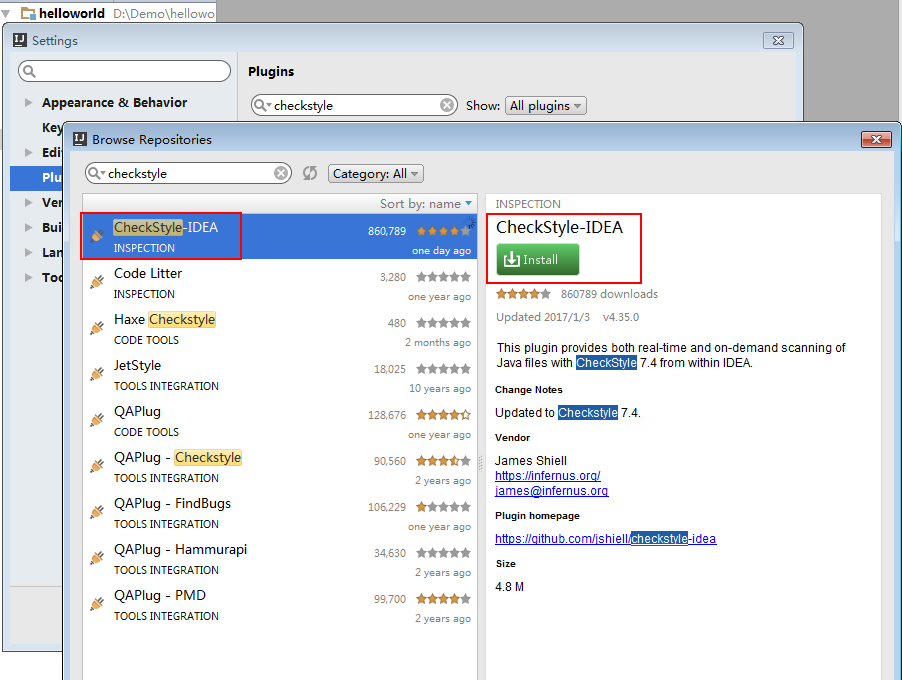 helloworld D:\Demo\hellowo
Settings
Plugins
checkstyle Show: All plugins
Appearance & Behavior
Key
Edi
Plu
Ver
Bui
Lan
Too
Browse Repositories
checkstyle Category: All
Sort by: name
CheckStyle-IDEA 860,789
INSPECTION one day ago
Code Litter 3,280
INSPECTION one year ago
Haxe Checkstyle 480
CODE TOOLS 2 months ago
JetStyle 18,025
TOOLS INTEGRATION 10 years ago
QAPlug 128,676
CODE TOOLS one year ago
QAPlug - Checkstyle 90,560
TOOLS INTEGRATION 2 years ago
QAPlug - FindBugs 106,229
TOOLS INTEGRATION one year ago
QAPlug - Hammurapi 34,630
TOOLS INTEGRATION 2 years ago
QAPlug - PMD 99,700
TOOLS INTEGRATION 2 years ago
INSPECTION
CheckStyle-IDEA
Install
860789 downloads
Updated 2017/1/3 v4.35.0
This plugin provides both real-time and on-demand scanning of
Java files with CheckStyle 7.4 from within IDEA.
Change Notes
Updated to Checkstyle 7.4.
Vendor
James Shiell
https://infernus.org/
james@infernus.org
Plugin homepage
https://github.com/jshiell/checkstyle-idea
Size
4.8 M